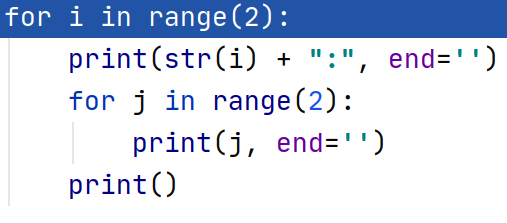 for i in range(2):
    print(str(i) + ":", end='')
    for j in range(2):
        print(j, end='')
    print()